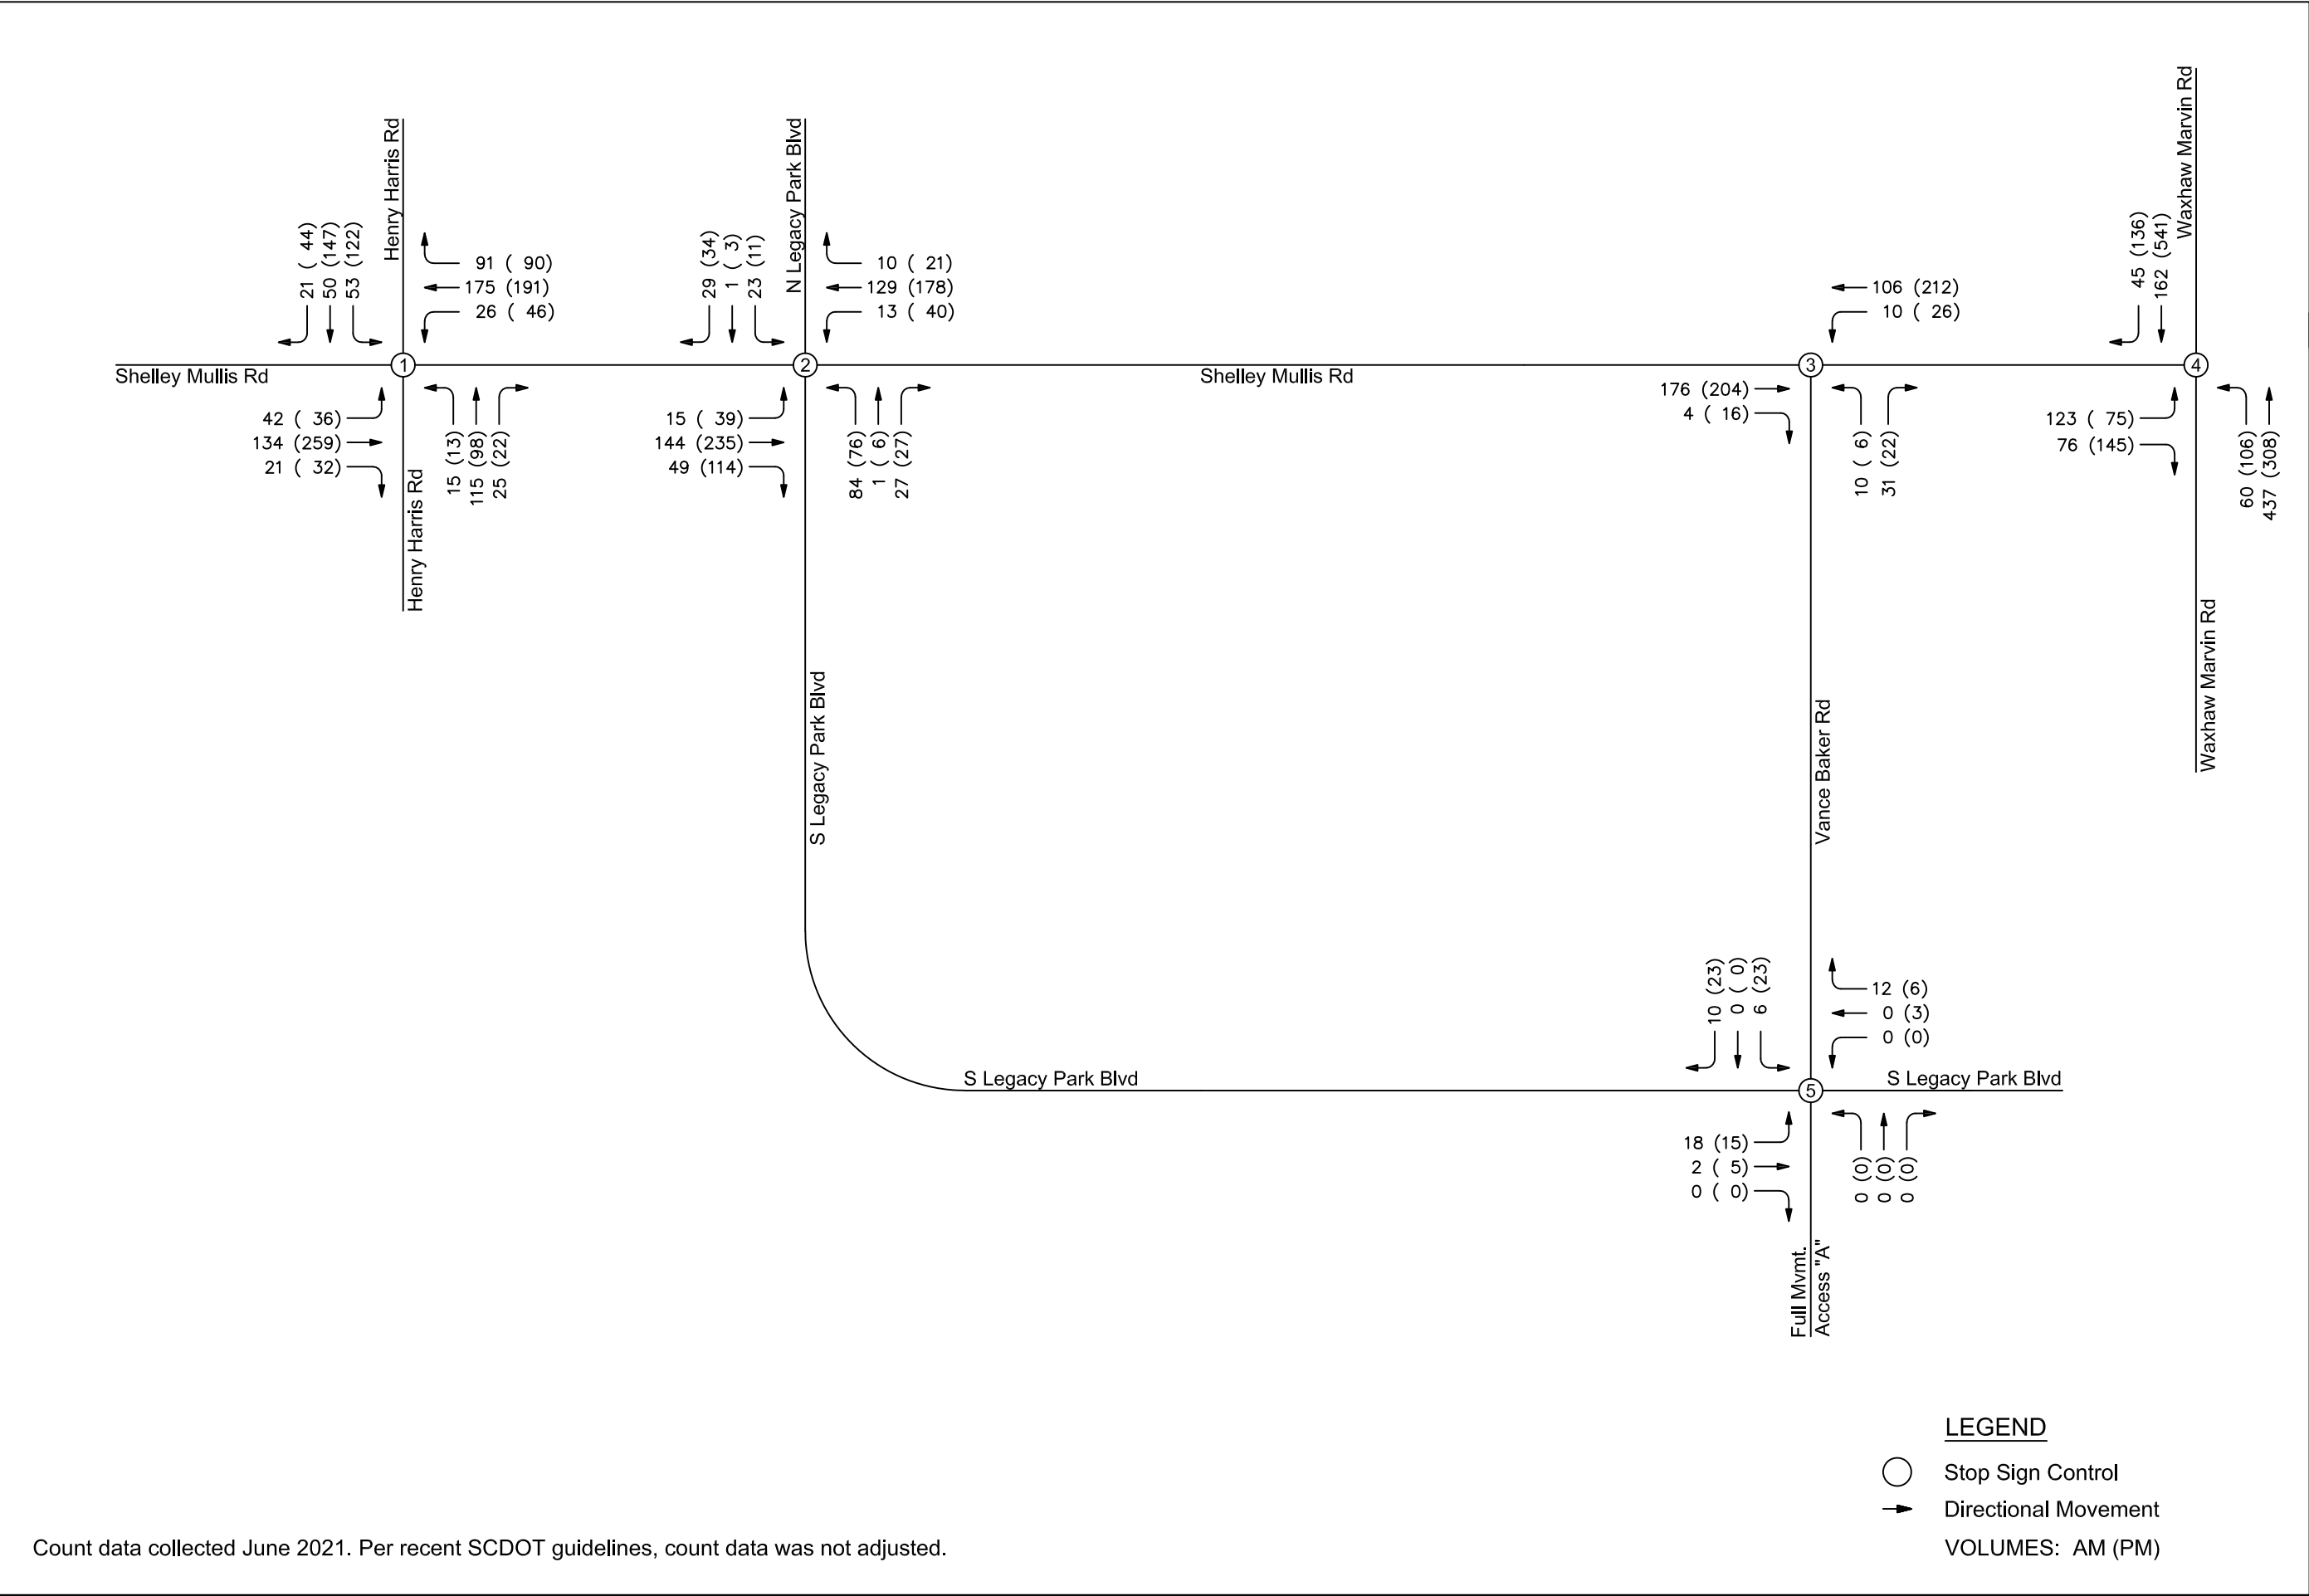 Henry Harris Rd
21 ( 44)
50 (147)
53 (122)
91 ( 90)
175 (191)
26 ( 46)
1
Shelley Mullis Rd
42 ( 36)
134 (259)
21 ( 32)
15 (13)
115 (98)
25 (22)
Henry Harris Rd
N Legacy Park Blvd
29 (34)
1 ( 3)
23 (11)
10 ( 21)
129 (178)
13 ( 40)
2
15 ( 39)
144 (235)
49 (114)
84 (76)
1 ( 6)
27 (27)
Shelley Mullis Rd
106 (212)
10 ( 26)
3
176 (204)
4 ( 16)
10 ( 6)
31 (22)
Waxhaw Marvin Rd
45 (136)
162 (541)
4
123 ( 75)
76 (145)
60 (106)
437 (308)
Waxhaw Marvin Rd
S Legacy Park Blvd
Vance Baker Rd
S Legacy Park Blvd
10 (23)
0 ( 0)
6 (23)
12 (6)
0 (3)
0 (0)
5
S Legacy Park Blvd
18 (15)
2 ( 5)
0 ( 0)
0 (0)
0 (0)
0 (0)
Full Mvmt.
Access "A"
LEGEND
Stop Sign Control
Directional Movement
VOLUMES: AM (PM)
Count data collected June 2021. Per recent SCDOT guidelines, count data was not adjusted.